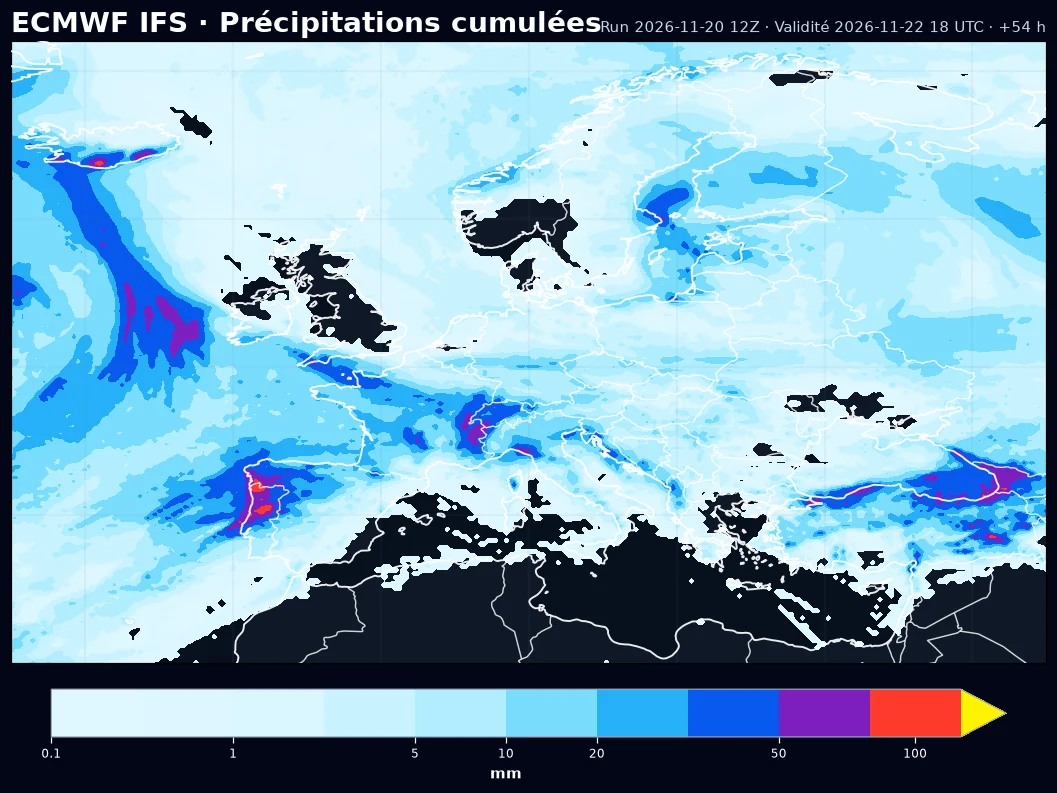 ECMWF IFS · Précipitations cumulées
Run 2026-11-20 12Z · Validité 2026-11-22 18 UTC · +54 h
0.1 1 5 10 20 50 100
mm